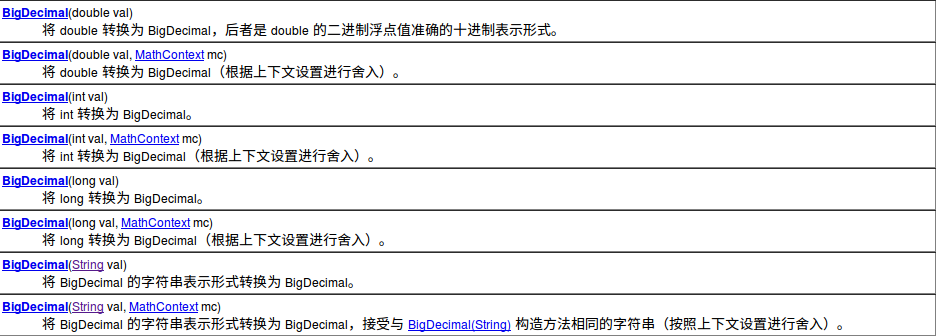 BigDecimal(double val)
将 double 转换为 BigDecimal，后者是 double 的二进制浮点值准确的十进制表示形式。
BigDecimal(double val, MathContext mc)
将 double 转换为 BigDecimal（根据上下文设置进行舍入）。
BigDecimal(int val)
将 int 转换为 BigDecimal。
BigDecimal(int val, MathContext mc)
将 int 转换为 BigDecimal（根据上下文设置进行舍入）。
BigDecimal(long val)
将 long 转换为 BigDecimal。
BigDecimal(long val, MathContext mc)
将 long 转换为 BigDecimal（根据上下文设置进行舍入）。
BigDecimal(String val)
将 BigDecimal 的字符串表示形式转换为 BigDecimal。
BigDecimal(String val, MathContext mc)
将 BigDecimal 的字符串表示形式转换为 BigDecimal，接受与 BigDecimal(String) 构造方法相同的字符串（按照上下文设置进行舍入）。